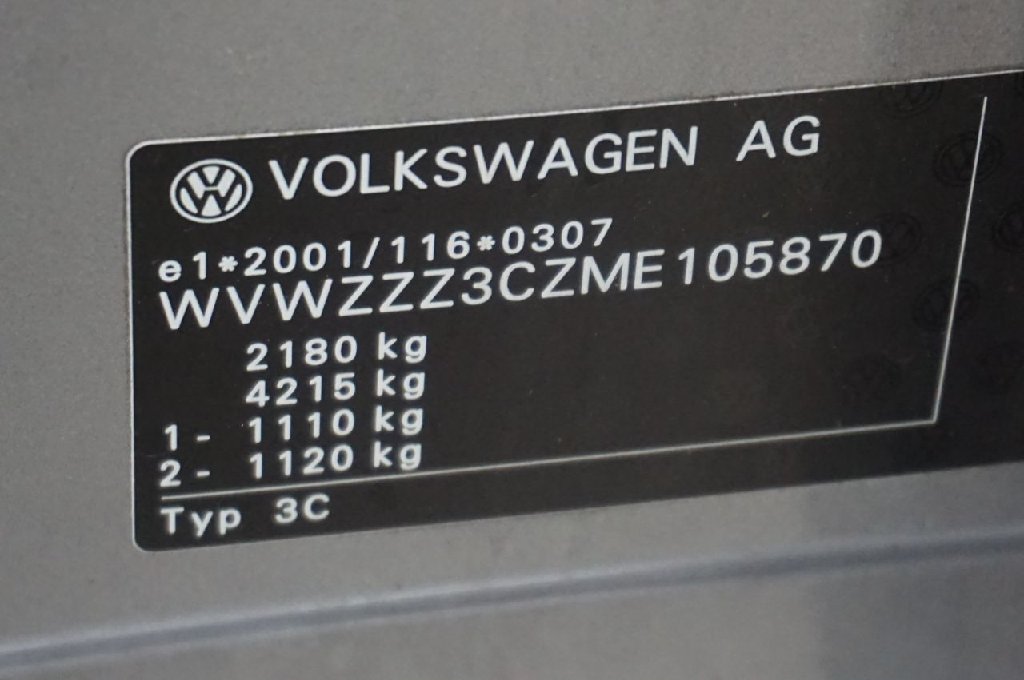 VOLKSWAGEN AG
e1*2001/116*0307
WVWZZZ3CZME105870
2180 kg
4215 kg
1- 1110 kg
2- 1120 kg
Typ 3C